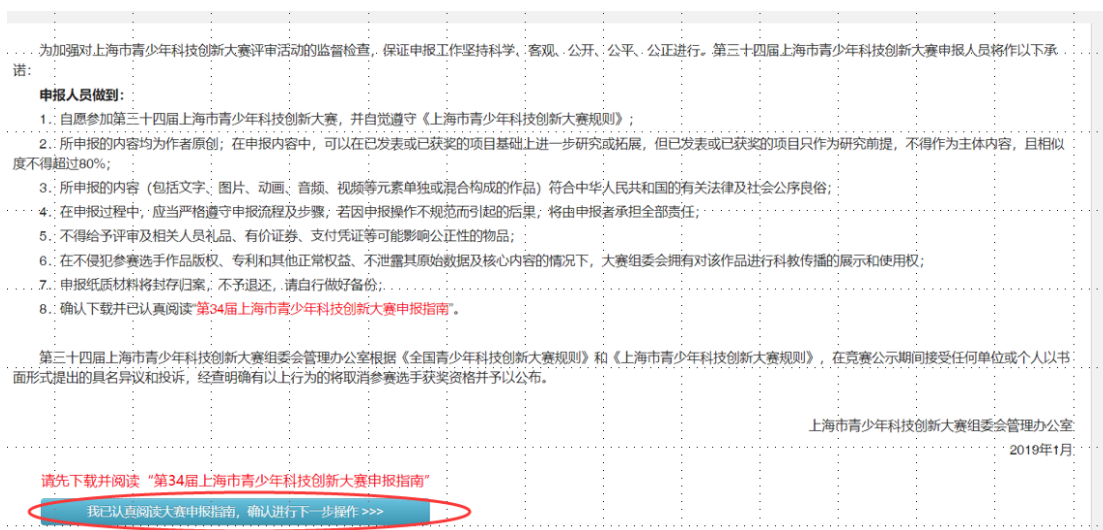 为加强对上海市青少年科技创新大赛评审活动的监督检查，保证申报工作坚持科学、客观、公开、公平、公正进行。第三十四届上海市青少年科技创新大赛申报人员将作以下承
诺：
申报人员做到：
1. 自愿参加第三十四届上海市青少年科技创新大赛，并自觉遵守《上海市青少年科技创新大赛规则》；
2. 所申报的内容均为作者原创；在申报内容中，可以在已发表或已获奖的项目基础上进一步研究或拓展，但已发表或已获奖的项目只作为研究前提，不得作为主体内容，且相似
度不得超过80%；
3. 所申报的内容（包括文字、图片、动画、音频、视频等元素单独或混合构成的作品）符合中华人民共和国的有关法律及社会公序良俗；
4. 在申报过程中，应当严格遵守申报流程及步骤，若因申报操作不规范而引起的后果，将由申报者承担全部责任；
5. 不得给予评审及相关人员礼品、有价证券、支付凭证等可能影响公正性的物品；
6. 在不侵犯参赛选手作品版权、专利和其他正常权益、不泄露其原始数据及核心内容的情况下，大赛组委会拥有对该作品进行科教传播的展示和使用权；
7. 申报纸质材料将封存归案，不予退还，请自行做好备份；
8. 确认下载并已认真阅读“第34届上海市青少年科技创新大赛申报指南”。
第三十四届上海市青少年科技创新大赛组委会管理办公室根据《全国青少年科技创新大赛规则》和《上海市青少年科技创新大赛规则》，在竞赛公示期间接受任何单位或个人以书
面形式提出的具名异议和投诉，经查明确有以上行为的将取消参赛选手获奖资格并予以公布。
上海市青少年科技创新大赛组委会管理办公室
2019年1月
请先下载并阅读“第34届上海市青少年科技创新大赛申报指南”
我已认真阅读大赛申报指南，确认进行下一步操作 >>>